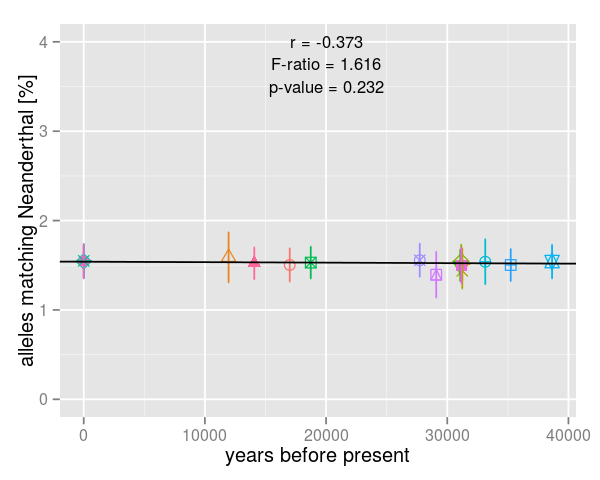 r = -0.373
F-ratio = 1.616
p-value = 0.232
4
3
2
1
0
alleles matching Neanderthal [%]
0 10000 20000 30000 40000
years before present